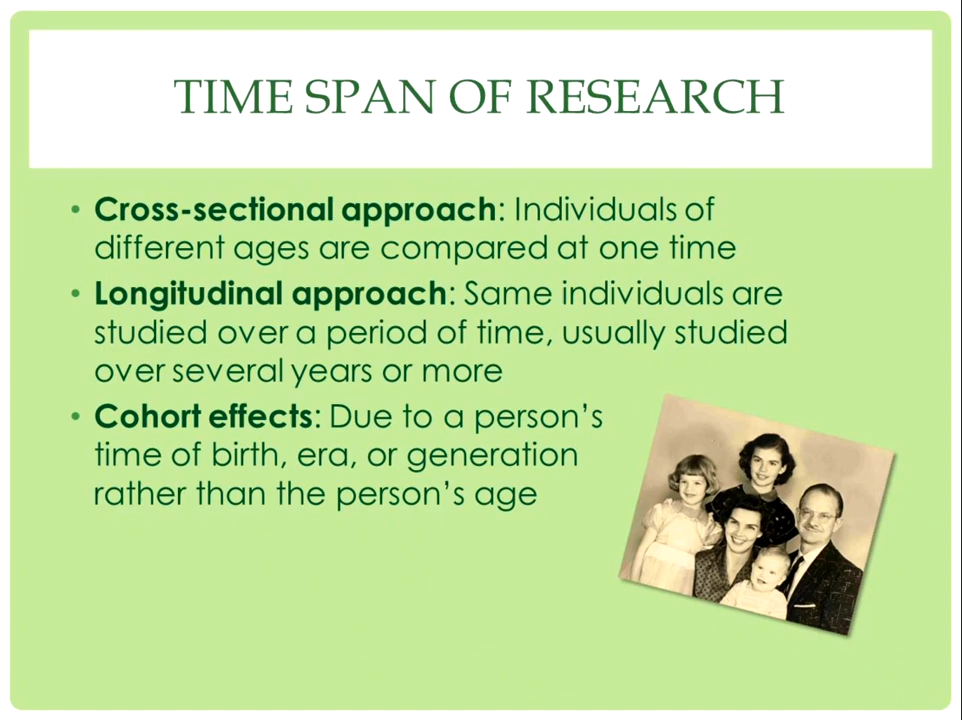 TIME SPAN OF RESEARCH
• Cross-sectional approach: Individuals of
different ages are compared at one time
• Longitudinal approach: Same individuals are
studied over a period of time, usually studied
over several years or more
• Cohort effects: Due to a person’s
time of birth, era, or generation
rather than the person’s age